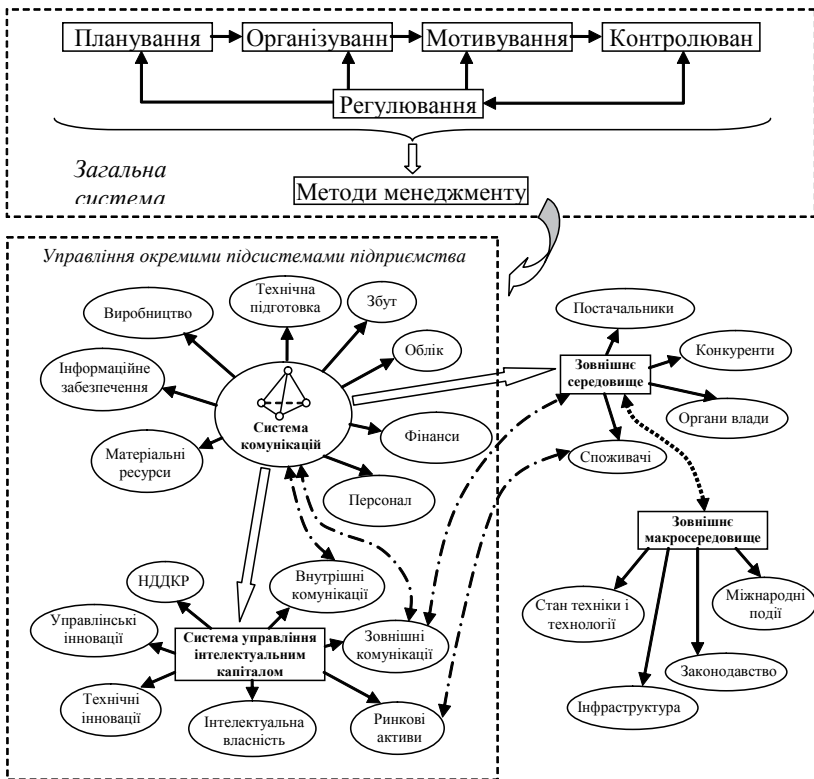 Планування
Організуванн
Мотивування
Контролюван
Регулювання
Загальна
система
Методи менеджменту
Управління окремими підсистемами підприємства
Технічна
підготовка
Збут
Виробництво
Облік
Інформаційне
забезпечення
Система
комунікацій
Фінанси
Матеріальні
ресурси
Персонал
Постачальники
Зовнішнє
середовище
Конкуренти
Органи влади
Споживачі
Зовнішнє
макросередовище
Стан техніки і
технології
Міжнародні
події
Законодавство
Інфраструктура
НДДКР
Внутрішні
комунікації
Управлінські
інновації
Система управління
інтелектуальним
капіталом
Зовнішні
комунікації
Технічні
інновації
Інтелектуальна
власність
Ринкові
активи